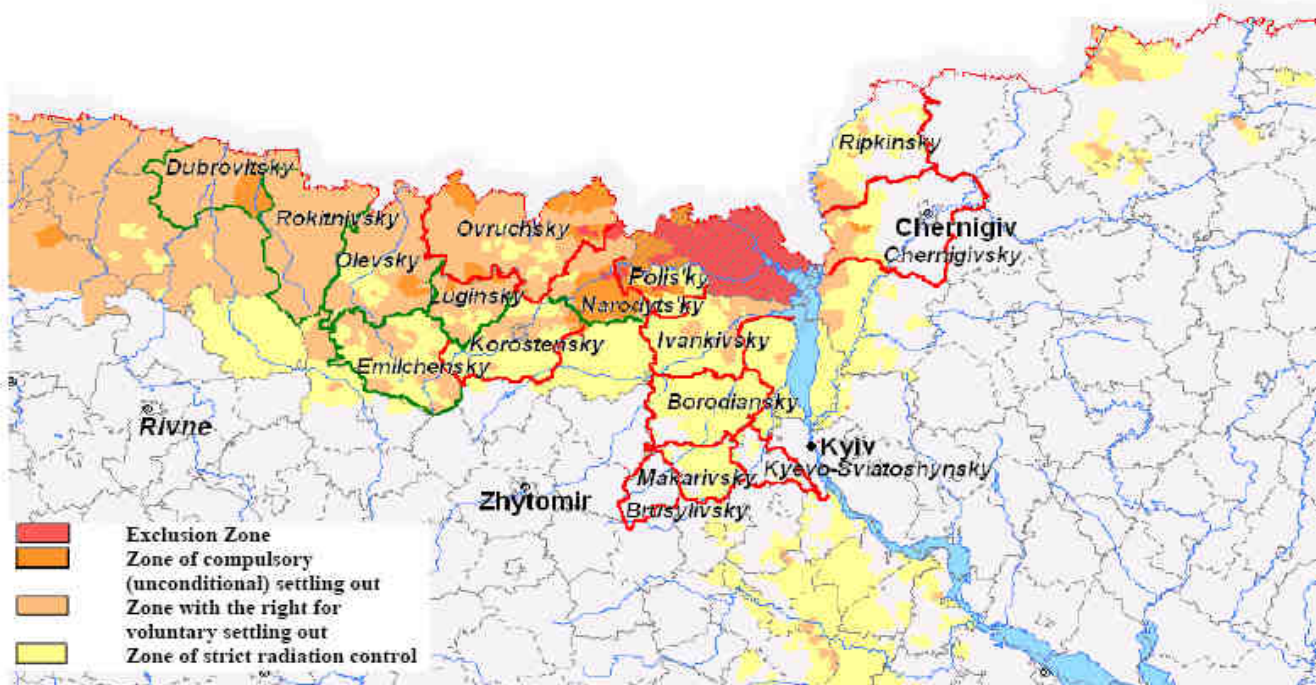 Dubrovitsky
Rokitnivsky
Olevsky
Ovruchsky
Luginsky
Polis'ky
Narodyts'ky
Korostensky
Emilchensky
Ivankivsky
Borodiansky
Makarivsky
Brusylivsky
Kyiv
Kyevo-Sviatoshynsky
Ripkinsky
Chernigiv
Chernigivsky
Rivne
Zhytomir
Exclusion Zone
Zone of compulsory
(unconditional) settling out
Zone with the right for
voluntary settling out
Zone of strict radiation control